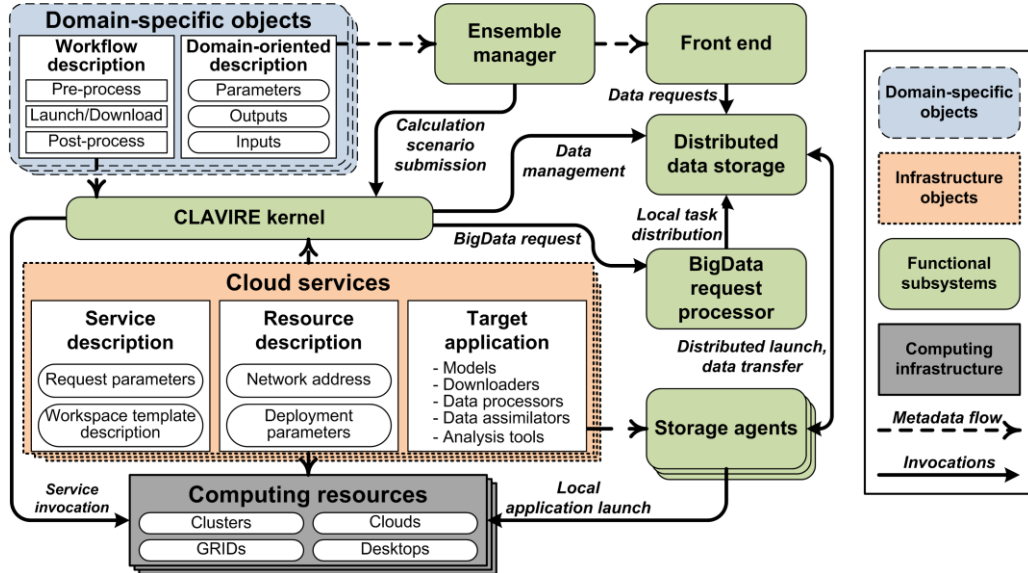 Domain-specific objects
Workflow
description
Pre-process
Launch/Download
Post-process
Domain-oriented
description
Parameters
Outputs
Inputs
Ensemble
manager
Front end
Data requests
Calculation
scenario
submission
Data
management
Distributed
data storage
CLAVIRE kernel
BigData request
Local task
distribution
BigData
request
processor
Cloud services
Service
description
Request parameters
Workspace template
description
Resource
description
Network address
Deployment
parameters
Target
application
- Models
- Downloaders
- Data processors
- Data assimilators
- Analysis tools
Distributed launch,
data transfer
Storage agents
Service
invocation
Computing resources
Clusters
Clouds
GRIDs
Desktops
Local
application launch
Domain-specific
objects
Infrastructure
objects
Functional
subsystems
Computing
infrastructure
Metadata flow
Invocations